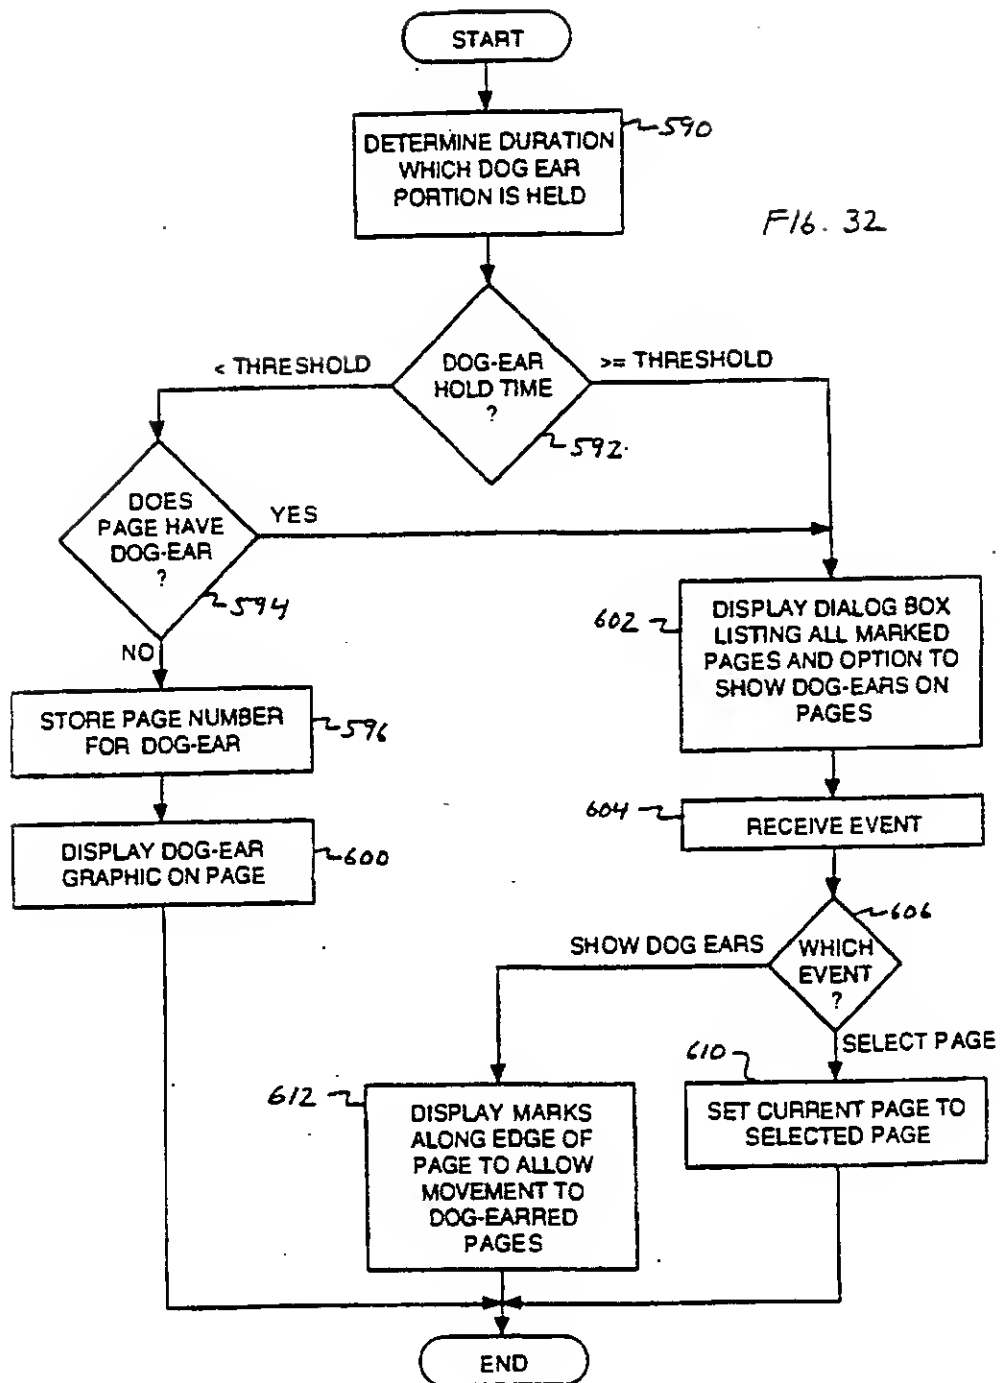 START
DETERMINE DURATION
WHICH DOG EAR
PORTION IS HELD
590
FIG. 32
< THRESHOLD
DOG-EAR
HOLD TIME
?
>= THRESHOLD
592
DOES
PAGE HAVE
DOG-EAR
?
YES
594
NO
602
DISPLAY DIALOG BOX
LISTING ALL MARKED
PAGES AND OPTION TO
SHOW DOG-EARS ON
PAGES
STORE PAGE NUMBER
FOR DOG-EAR
596
604
RECEIVE EVENT
DISPLAY DOG-EAR
GRAPHIC ON PAGE
600
606
SHOW DOG EARS
WHICH
EVENT
?
SELECT PAGE
610
SET CURRENT PAGE TO
SELECTED PAGE
612
DISPLAY MARKS
ALONG EDGE OF
PAGE TO ALLOW
MOVEMENT TO
DOG-EARRED
PAGES
END